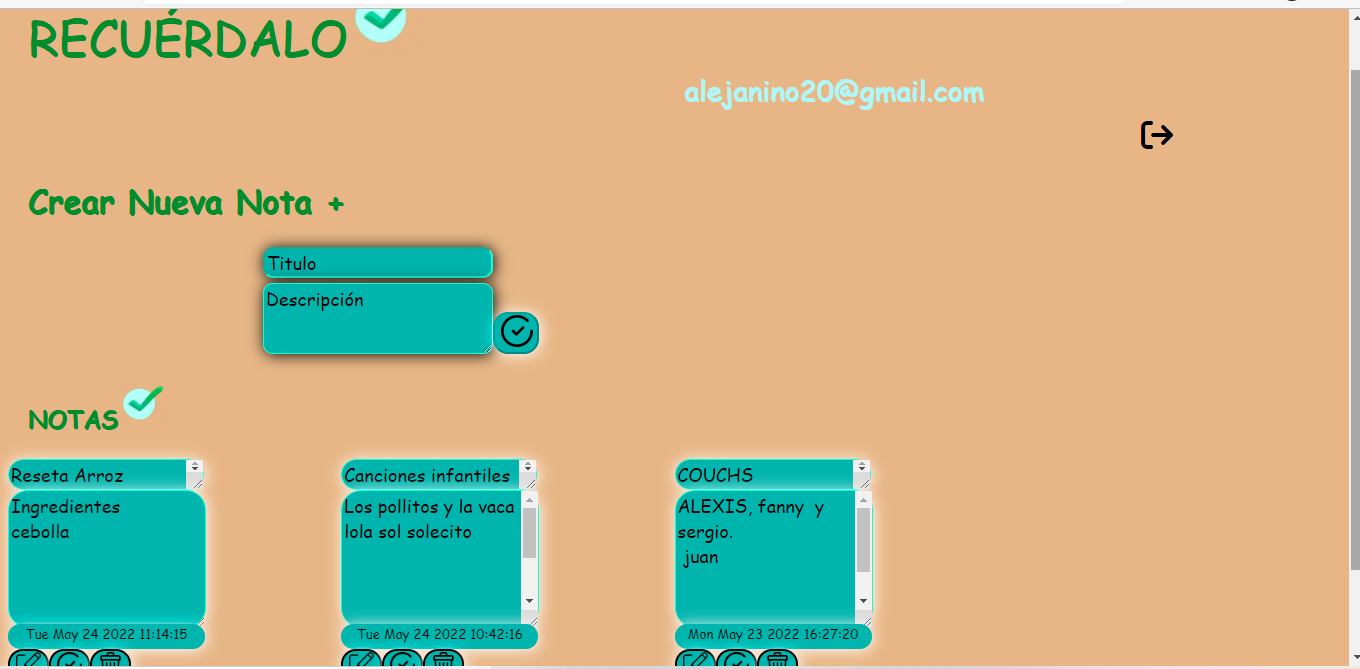 RECUÉRDALO
alejanino20@gmail.com
Crear Nueva Nota +
Titulo
Descripción
NOTAS
Reseta Arroz
Ingredientes
cebolla
Tue May 24 2022 11:14:15
Canciones infantiles
Los pollitos y la vaca
lola sol solecito
Tue May 24 2022 10:42:16
COUCHS
ALEXIS, fanny y
sergio.
juan
Mon May 23 2022 16:27:20